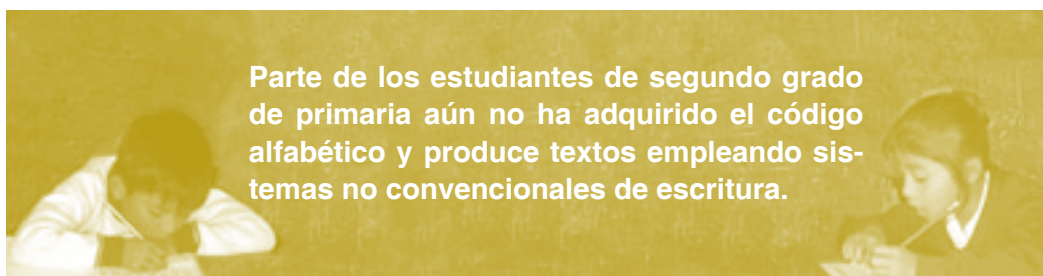 Parte de los estudiantes de segundo grado
de primaria aún no ha adquirido el código
alfabético y produce textos empleando sis-
temas no convencionales de escritura.